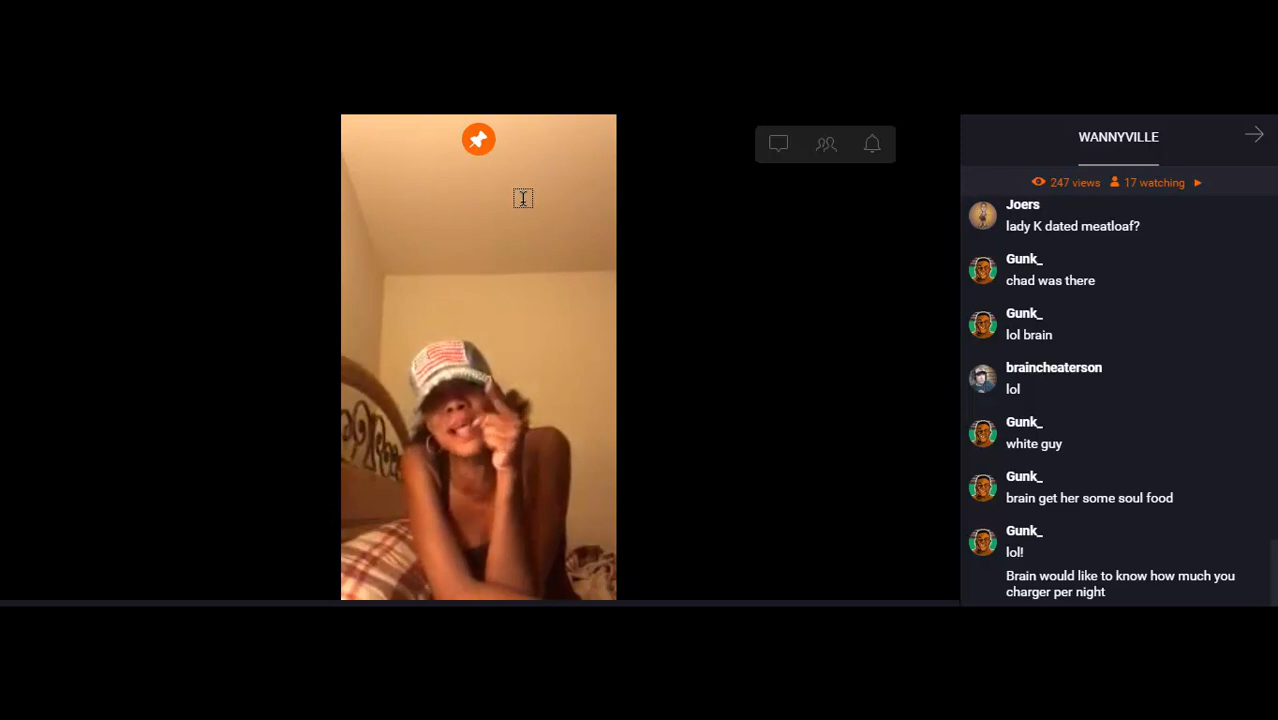 WANNYVILLE
247 views 17 watching
Joers
lady K dated meatloaf?
Gunk_
chad was there
Gunk_
lol brain
braincheaterson
lol
Gunk_
white guy
Gunk_
brain get her some soul food
Gunk_
lol!
Brain would like to know how much you
charger per night